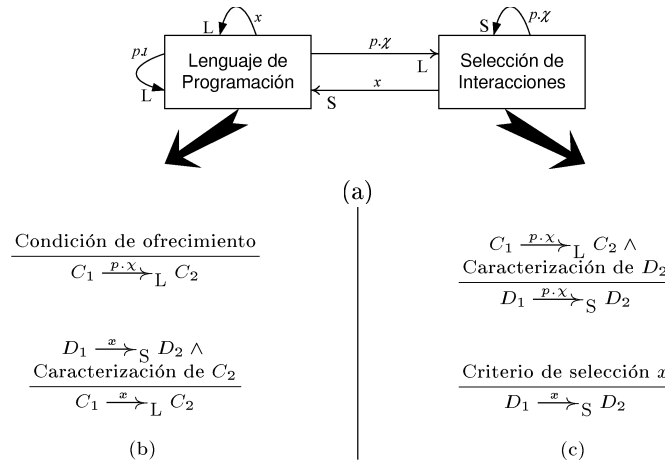 L x S p.χ
p.τ Lenguaje de Programación L p.χ L Selección de Interacciones
x S
(a)
Condición de ofrecimiento
C₁ —p.χ→L C₂
D₁ —x→S D₂ ∧
Caracterización de C₂
C₁ —x→L C₂
(b)
C₁ —p.χ→L C₂ ∧
Caracterización de D₂
D₁ —p.χ→S D₂
Criterio de selección x
D₁ —x→S D₂
(c)